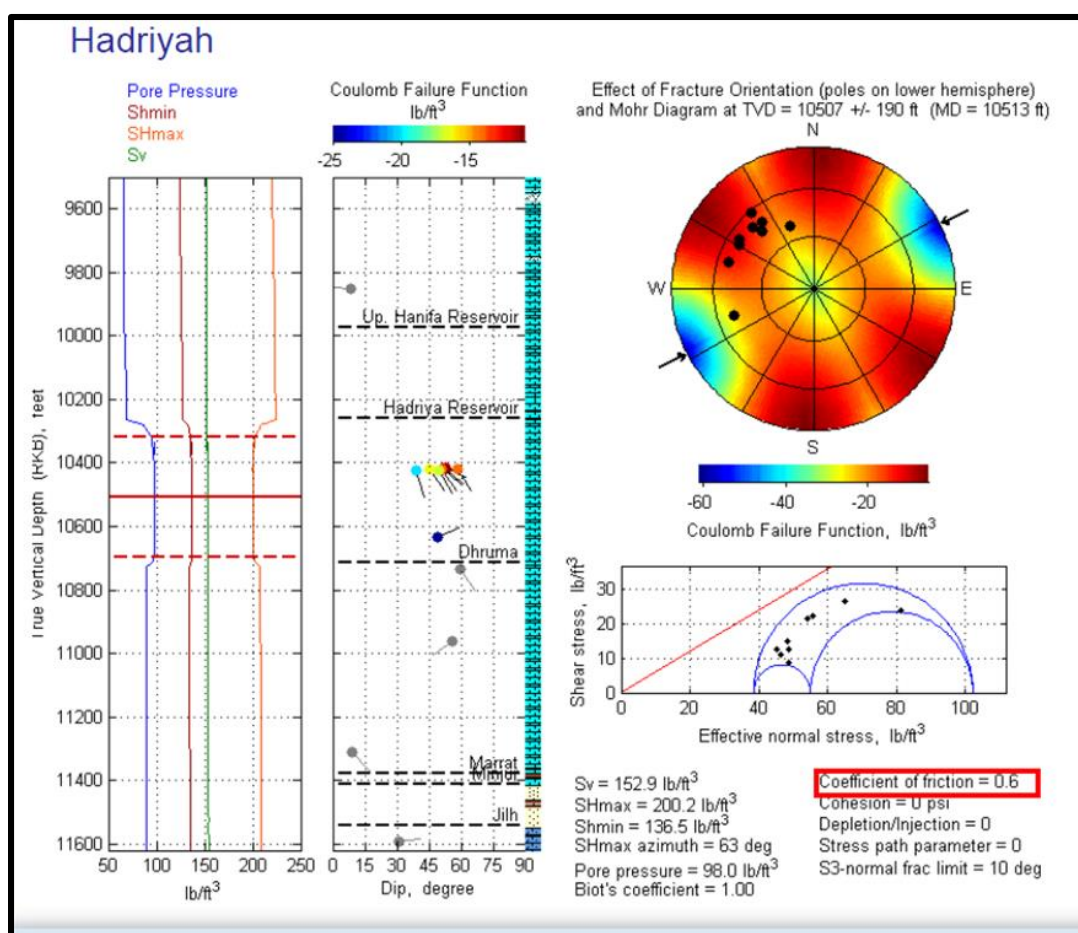 Hadriyah
Pore Pressure
Shmin
SHmax
Sv
Coulomb Failure Function
lb/ft3
-25 -20 -15
Effect of Fracture Orientation (poles on lower hemisphere)
and Mohr Diagram at TVD = 10507 +/- 190 ft (MD = 10513 ft)
N
W
E
S
True Vertical Depth (RKB), feet
9600
9800
10000
10200
10400
10600
10800
11000
11200
11400
11600
50 100 150 200 250
lb/ft3
Up. Hanifa Reservoir
Hadriya Reservoir
Dhruma
Marrat
Jilh
0 15 30 45 60 75 90
Dip, degree
-60 -40 -20
Coulomb Failure Function, lb/ft3
Shear stress, lb/ft3
30
20
10
0
0 20 40 60 80 100
Effective normal stress, lb/ft3
Sv = 152.9 lb/ft3
SHmax = 200.2 lb/ft3
Shmin = 136.5 lb/ft3
SHmax azimuth = 63 deg
Pore pressure = 98.0 lb/ft3
Biot's coefficient = 1.00
Coefficient of friction = 0.6
Cohesion = 0 psi
Depletion/Injection = 0
Stress path parameter = 0
S3-normal frac limit = 10 deg